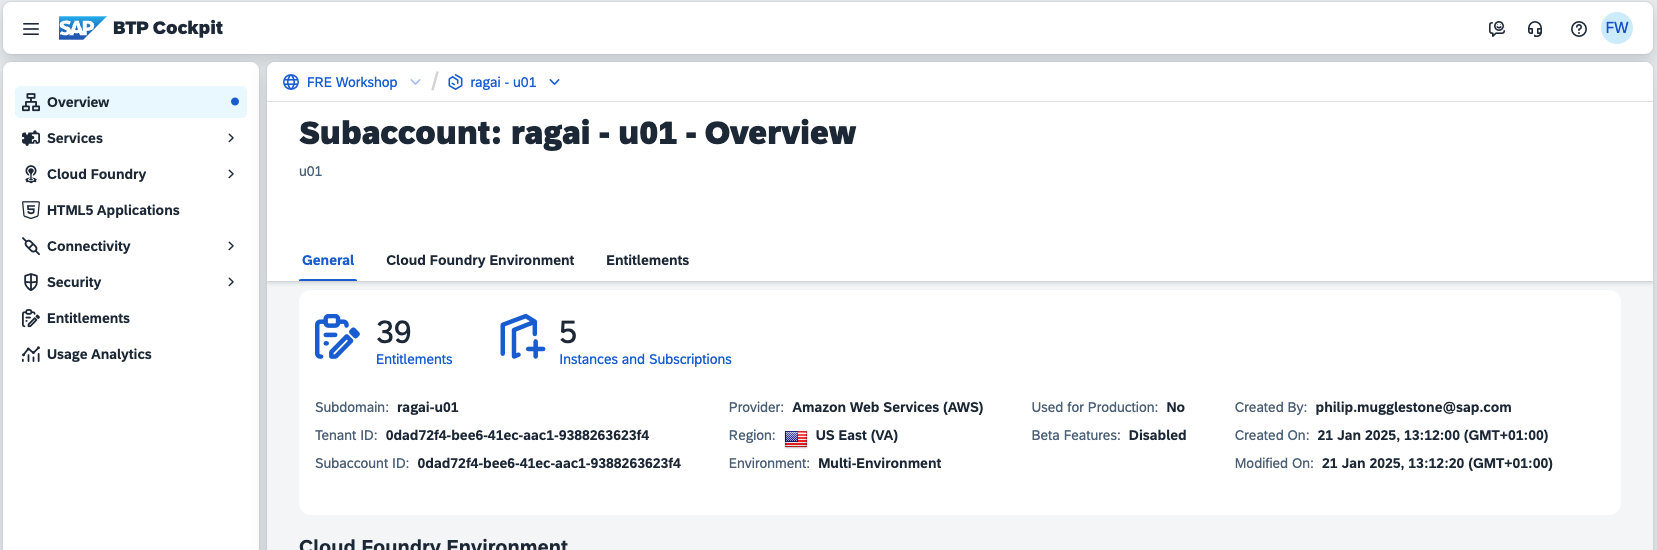 SAP BTP Cockpit
FW
Overview
Services
Cloud Foundry
HTML5 Applications
Connectivity
Security
Entitlements
Usage Analytics
FRE Workshop / ragai - u01
Subaccount: ragai - u01 - Overview
u01
General Cloud Foundry Environment Entitlements
39
Entitlements
5
Instances and Subscriptions
Subdomain: ragai-u01
Tenant ID: 0dad72f4-bee6-41ec-aac1-9388263623f4
Subaccount ID: 0dad72f4-bee6-41ec-aac1-9388263623f4
Provider: Amazon Web Services (AWS)
Region: US East (VA)
Environment: Multi-Environment
Used for Production: No
Beta Features: Disabled
Created By: philip.mugglestone@sap.com
Created On: 21 Jan 2025, 13:12:00 (GMT+01:00)
Modified On: 21 Jan 2025, 13:12:20 (GMT+01:00)
Cloud Foundry Environment